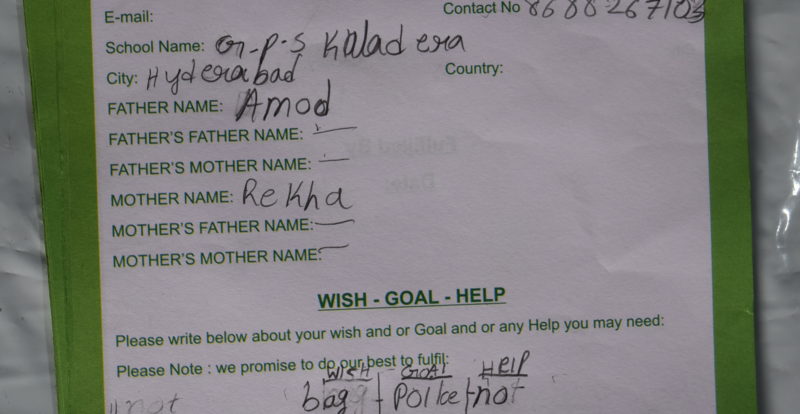 E-mail:
Contact No 8688267103
School Name: G.P.S Kaladera
City: Hyderabad
Country:
FATHER NAME: Amod
FATHER'S FATHER NAME: —
FATHER'S MOTHER NAME: —
MOTHER NAME: Rekha
MOTHER'S FATHER NAME: —
MOTHER'S MOTHER NAME: —
WISH - GOAL - HELP
Please write below about your wish and or Goal and or any Help you may need:
Please Note : we promise to do our best to fulfil:
WISH - GOAL HELP
not bag + Police + not